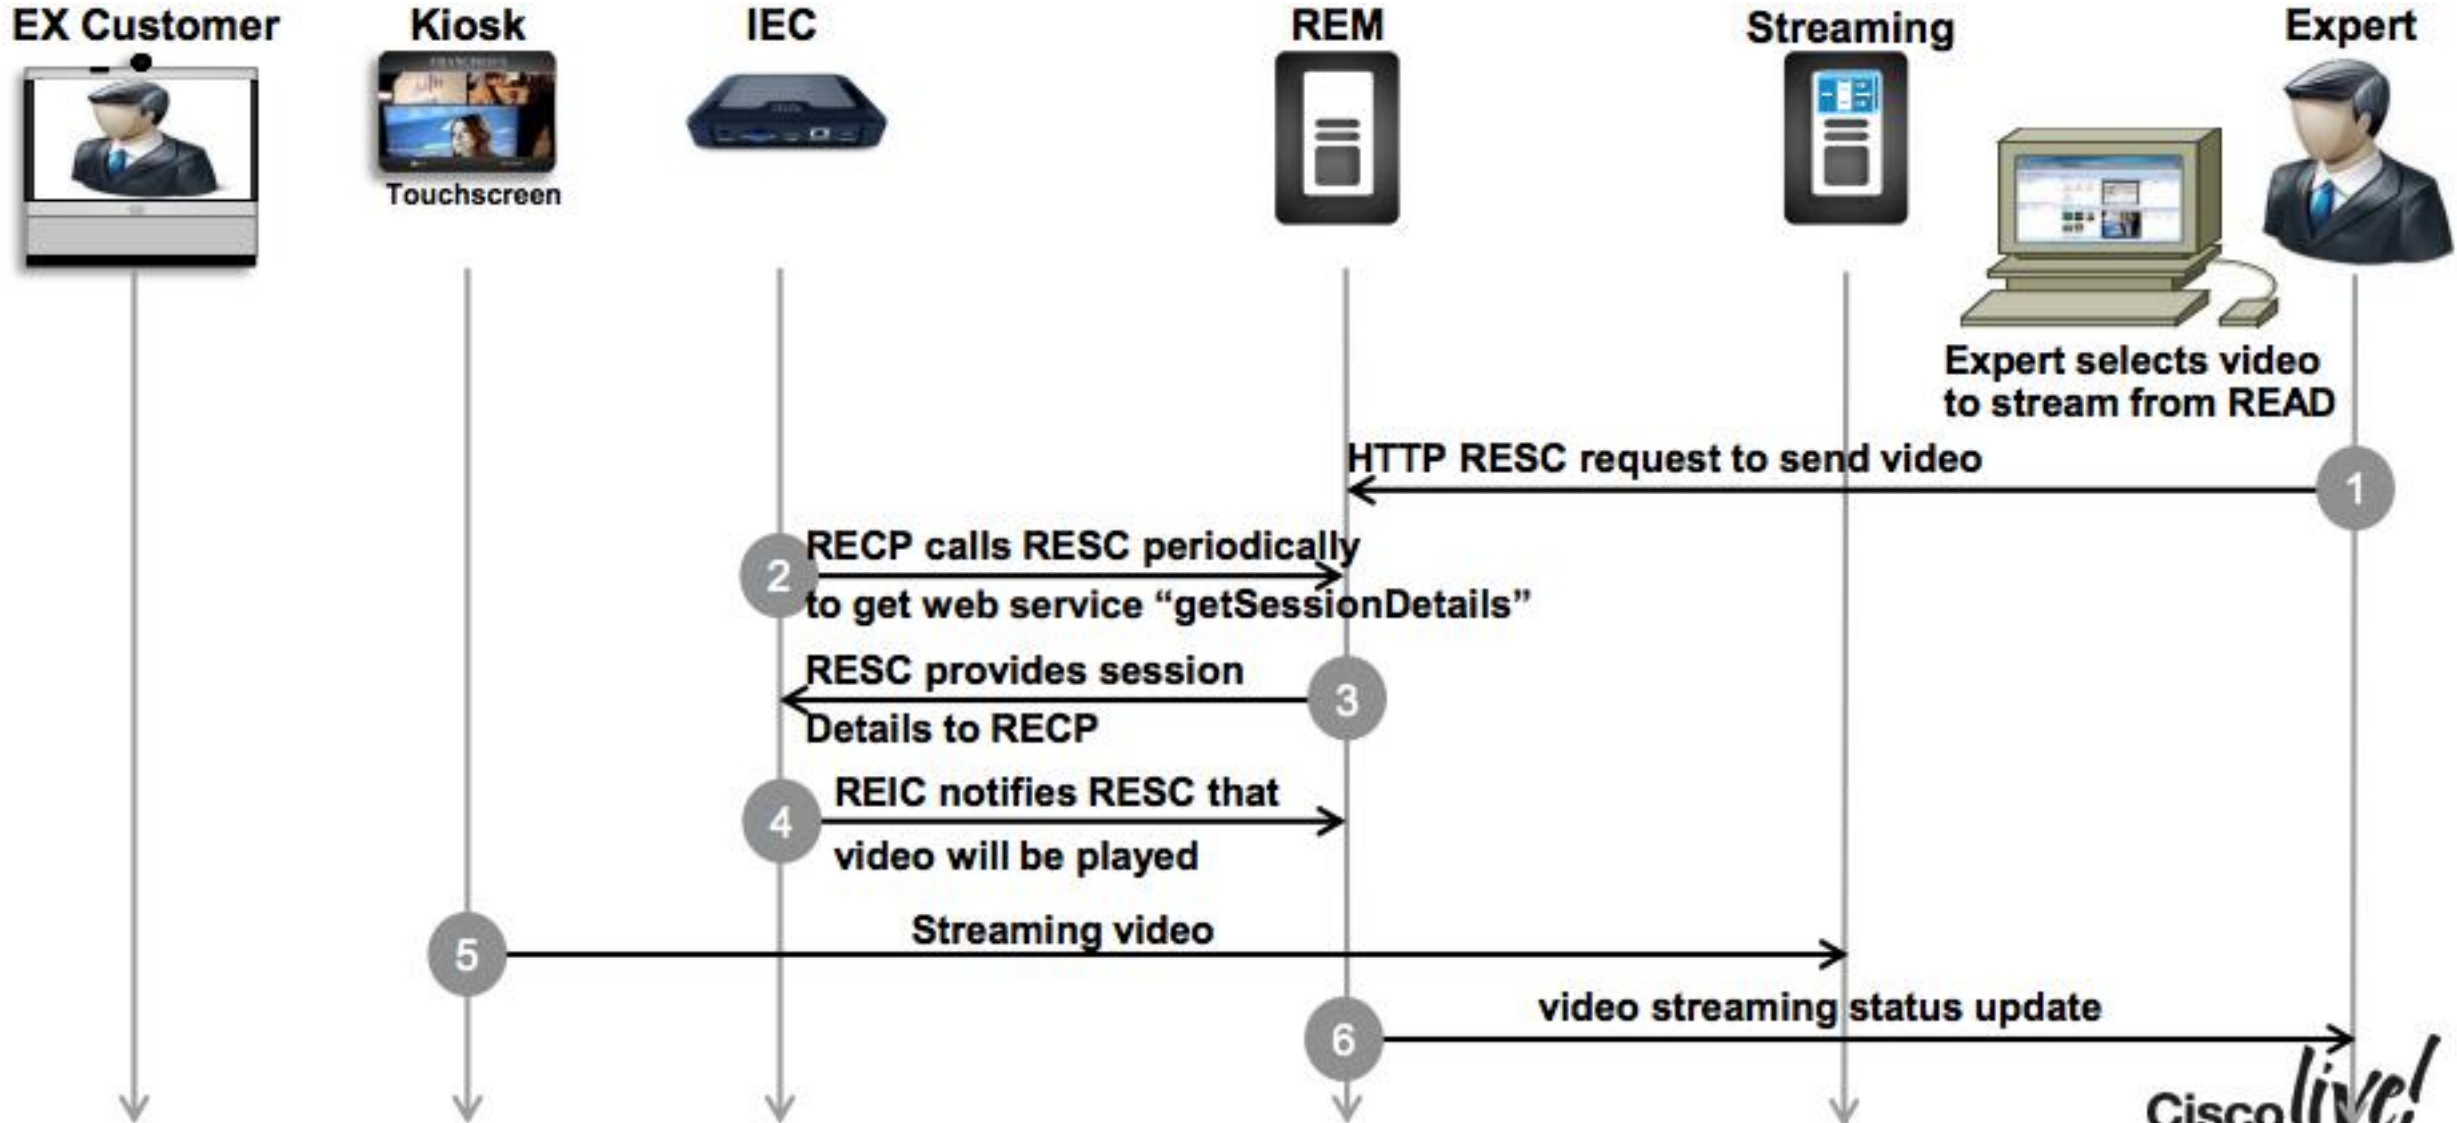 EX Customer
Kiosk
IEC
REM
Streaming
Expert
Touchscreen
Expert selects video
to stream from READ
HTTP RESC request to send video
1
RECP calls RESC periodically
2
to get web service “getSessionDetails”
RESC provides session
3
Details to RECP
REIC notifies RESC that
4
video will be played
Streaming video
5
video streaming status update
6
Cisco live!